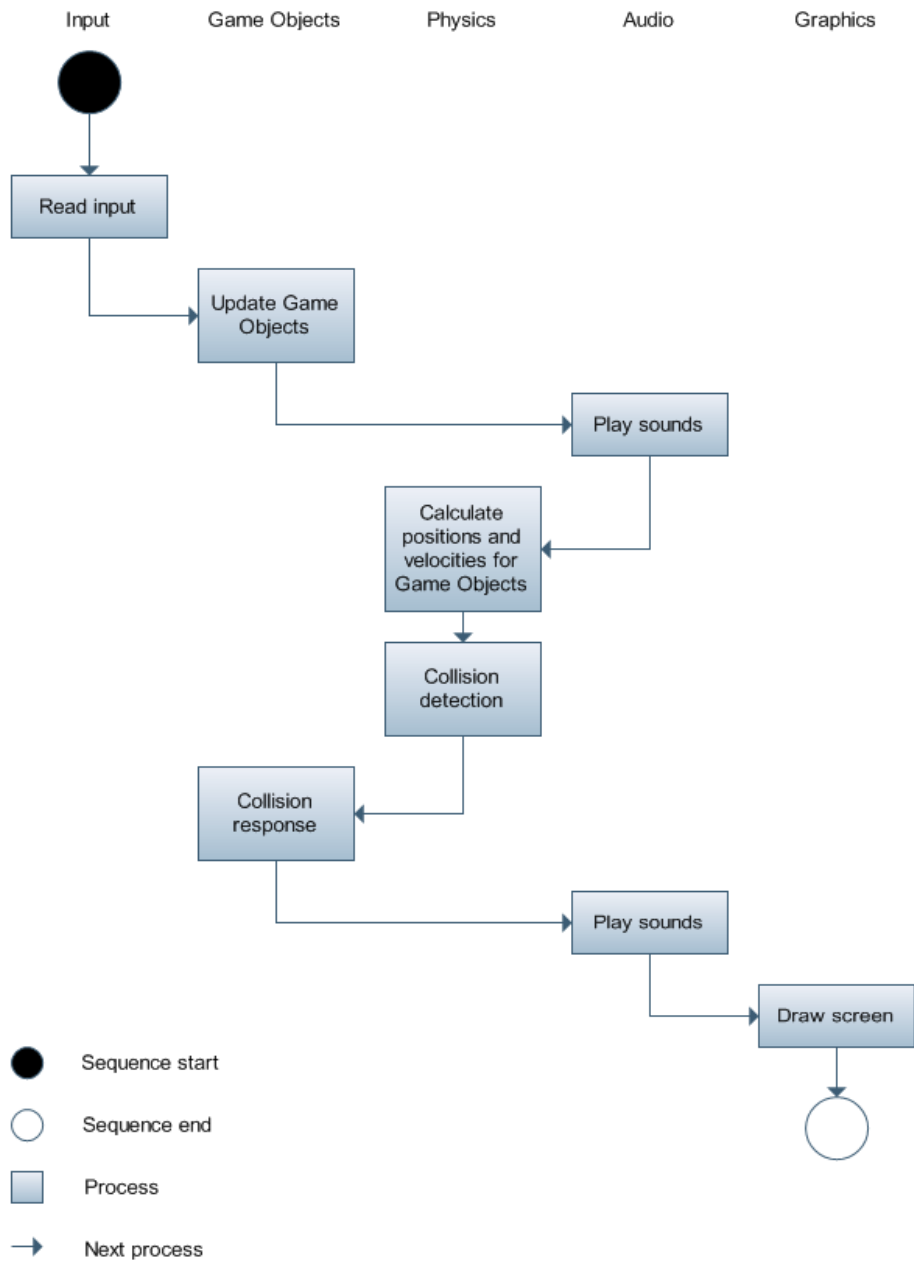 Input Game Objects Physics Audio Graphics
Read input
Update Game
Objects
Play sounds
Calculate
positions and
velocities for
Game Objects
Collision
detection
Collision
response
Play sounds
Draw screen
Sequence start
Sequence end
Process
Next process